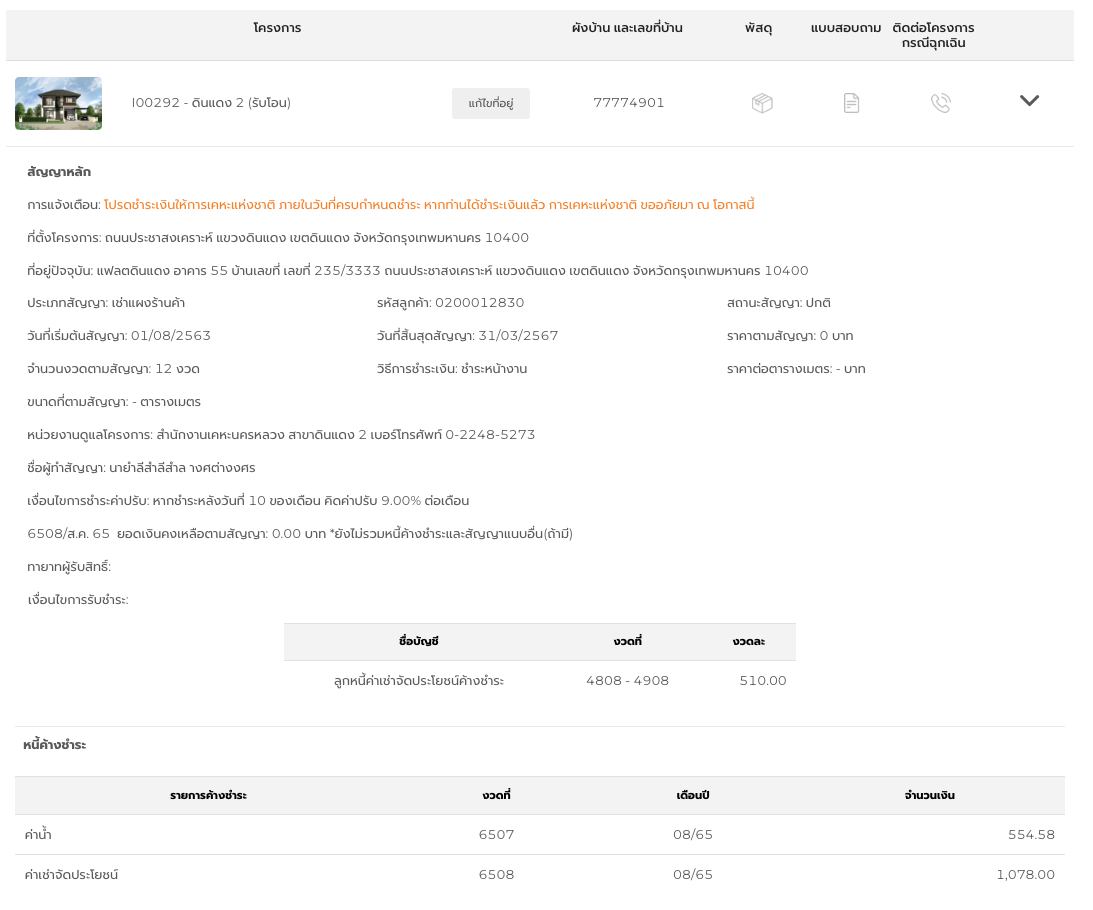 โครงการ ผังบ้าน และเลขที่บ้าน พัสดุ แบบสอบถาม ติดต่อโครงการ
กรณีฉุกเฉิน
I00292 - ดินแดง 2 (รับโอน) แก้ไขที่อยู่ 77774901
สัญญาหลัก
การแจ้งเตือน: โปรดชำระเงินให้การเคหะแห่งชาติ ภายในวันที่ครบกำหนดชำระ หากท่านได้ชำระเงินแล้ว การเคหะแห่งชาติ ขออภัยมา ณ โอกาสนี้
ที่ตั้งโครงการ: ถนนประชาสงเคราะห์ แขวงดินแดง เขตดินแดง จังหวัดกรุงเทพมหานคร 10400
ที่อยู่ปัจจุบัน: แฟลตดินแดง อาคาร 55 บ้านเลขที่ เลขที่ 235/3333 ถนนประชาสงเคราะห์ แขวงดินแดง เขตดินแดง จังหวัดกรุงเทพมหานคร 10400
ประเภทสัญญา: เช่าแผงร้านค้า รหัสลูกค้า: 0200012830 สถานะสัญญา: ปกติ
วันที่เริ่มต้นสัญญา: 01/08/2563 วันที่สิ้นสุดสัญญา: 31/03/2567 ราคาตามสัญญา: 0 บาท
จำนวนงวดตามสัญญา: 12 งวด วิธีการชำระเงิน: ชำระหน้างาน ราคาต่อตารางเมตร: - บาท
ขนาดที่ตามสัญญา: - ตารางเมตร
หน่วยงานดูแลโครงการ: สำนักงานเคหะนครหลวง สาขาดินแดง 2 เบอร์โทรศัพท์ 0-2248-5273
ชื่อผู้ทำสัญญา: นายำลีสำลีสำล างศต่างงศร
เงื่อนไขการชำระค่าปรับ: หากชำระหลังวันที่ 10 ของเดือน คิดค่าปรับ 9.00% ต่อเดือน
6508/ส.ค. 65 ยอดเงินคงเหลือตามสัญญา: 0.00 บาท *ยังไม่รวมหนี้ค้างชำระและสัญญาแนบอื่น(ถ้ามี)
ทายาทผู้รับสิทธิ์:
เงื่อนไขการรับชำระ:
ชื่อบัญชี งวดที่ งวดละ
ลูกหนี้ค่าเช่าจัดประโยชน์ค้างชำระ 4808 - 4908 510.00
หนี้ค้างชำระ
รายการค้างชำระ งวดที่ เดือนปี จำนวนเงิน
ค่าน้ำ 6507 08/65 554.58
ค่าเช่าจัดประโยชน์ 6508 08/65 1,078.00